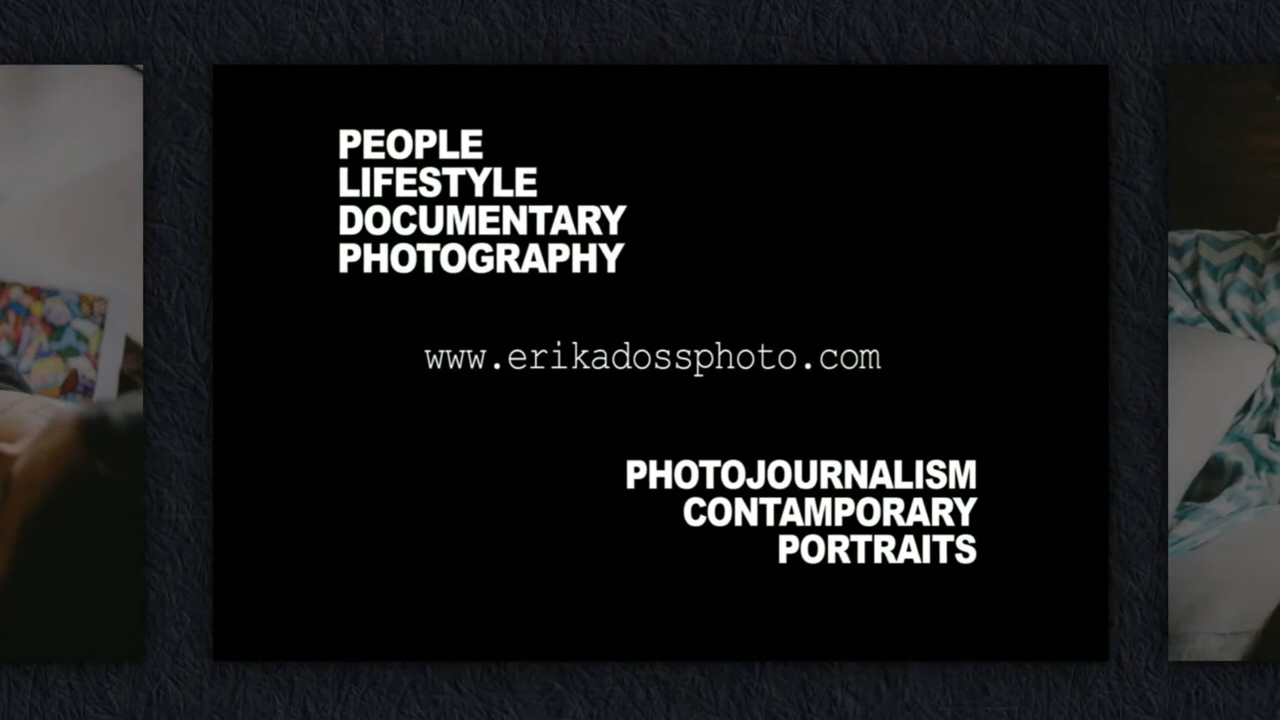 PEOPLE
LIFESTYLE
DOCUMENTARY
PHOTOGRAPHY
www.erikadossphoto.com
PHOTOJOURNALISM
CONTAMPORARY
PORTRAITS